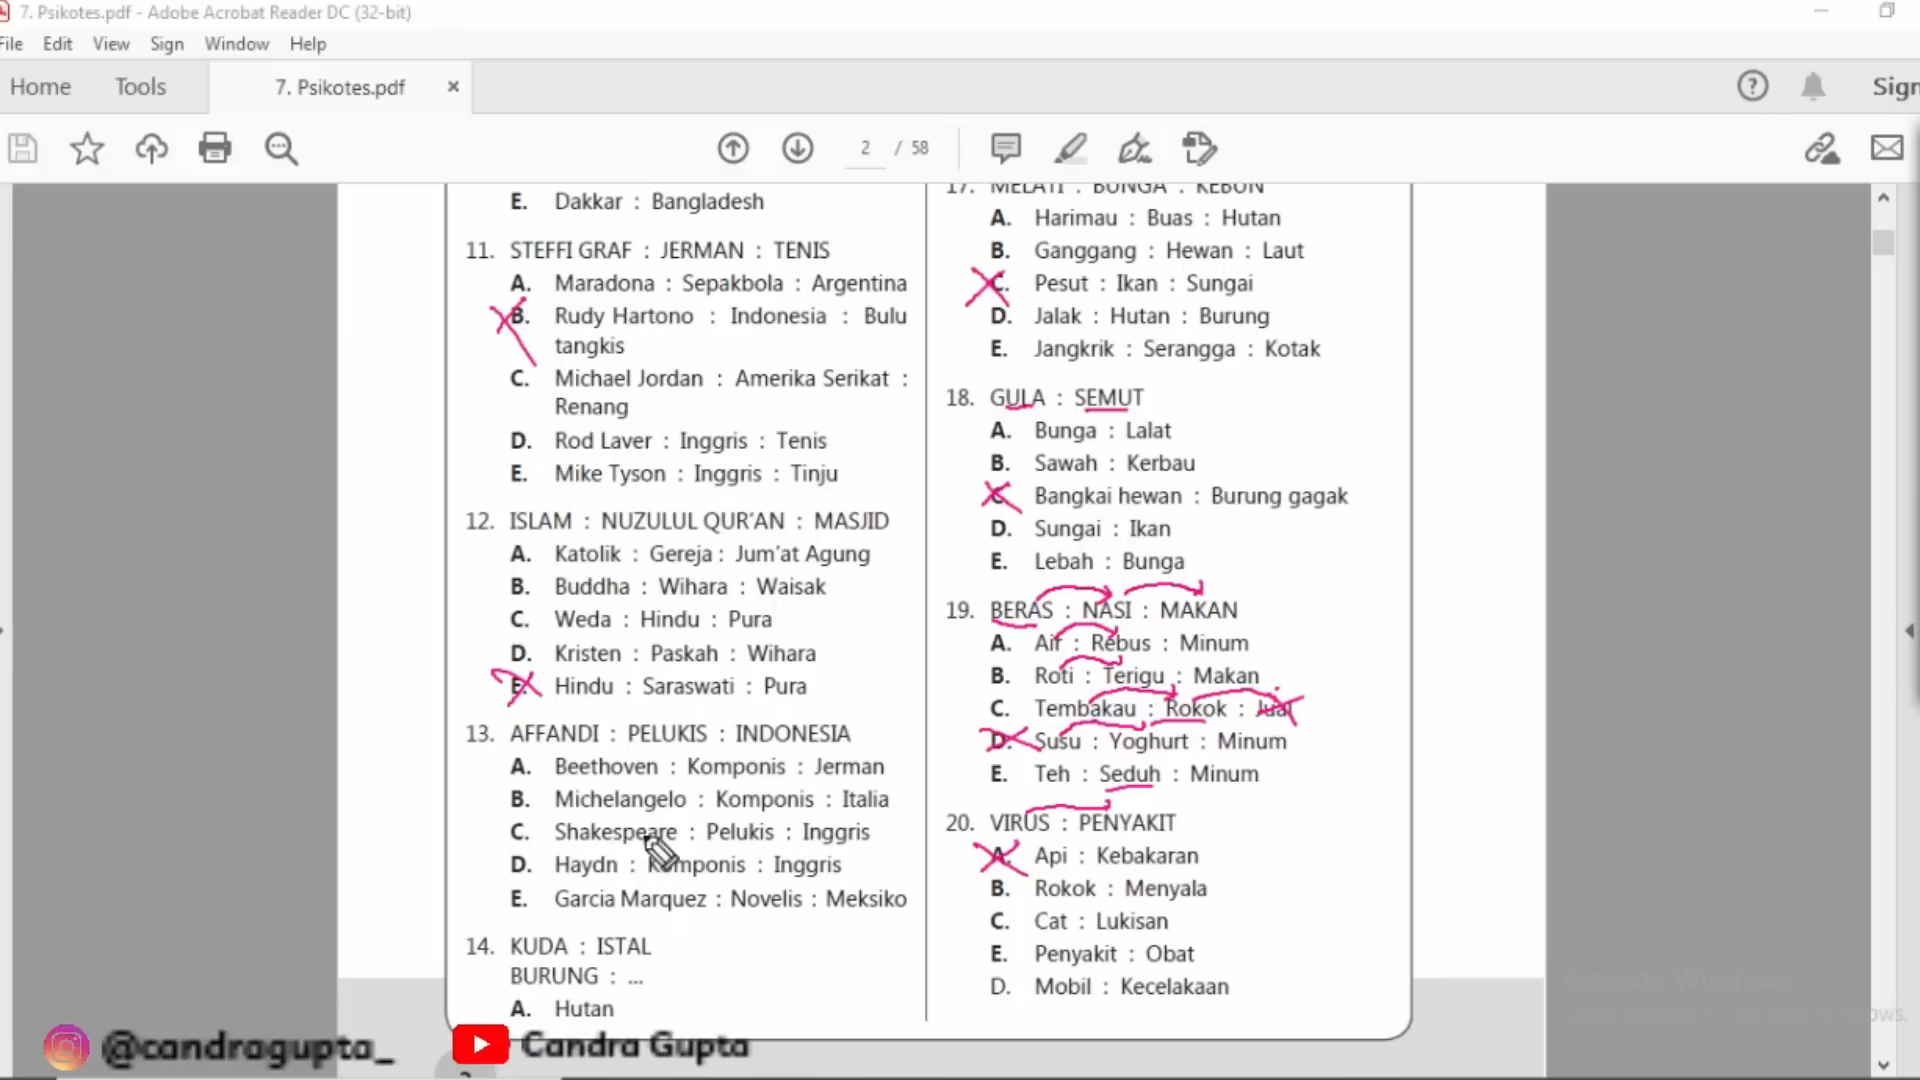 7. Psikotes.pdf - Adobe Acrobat Reader DC (32-bit)
File Edit View Sign Window Help
Home Tools 7. Psikotes.pdf × Sign
2 / 58
E. Dakkar : Bangladesh
11. STEFFI GRAF : JERMAN : TENIS
A. Maradona : Sepakbola : Argentina
B. Rudy Hartono : Indonesia : Bulu
tangkis
C. Michael Jordan : Amerika Serikat :
Renang
D. Rod Laver : Inggris : Tenis
E. Mike Tyson : Inggris : Tinju
12. ISLAM : NUZULUL QUR'AN : MASJID
A. Katolik : Gereja : Jum'at Agung
B. Buddha : Wihara : Waisak
C. Weda : Hindu : Pura
D. Kristen : Paskah : Wihara
E. Hindu : Saraswati : Pura
13. AFFANDI : PELUKIS : INDONESIA
A. Beethoven : Komponis : Jerman
B. Michelangelo : Komponis : Italia
C. Shakespeare : Pelukis : Inggris
D. Haydn : Komponis : Inggris
E. Garcia Marquez : Novelis : Meksiko
14. KUDA : ISTAL
BURUNG : ...
A. Hutan
17. MELATI : BUNGA : KEBUN
A. Harimau : Buas : Hutan
B. Ganggang : Hewan : Laut
C. Pesut : Ikan : Sungai
D. Jalak : Hutan : Burung
E. Jangkrik : Serangga : Kotak
18. GULA : SEMUT
A. Bunga : Lalat
B. Sawah : Kerbau
C. Bangkai hewan : Burung gagak
D. Sungai : Ikan
E. Lebah : Bunga
19. BERAS : NASI : MAKAN
A. Air : Rebus : Minum
B. Roti : Terigu : Makan
C. Tembakau : Rokok : Jual
D. Susu : Yoghurt : Minum
E. Teh : Seduh : Minum
20. VIRUS : PENYAKIT
A. Api : Kebakaran
B. Rokok : Menyala
C. Cat : Lukisan
E. Penyakit : Obat
D. Mobil : Kecelakaan
Activate Windows
@candragupta_ Candra Gupta